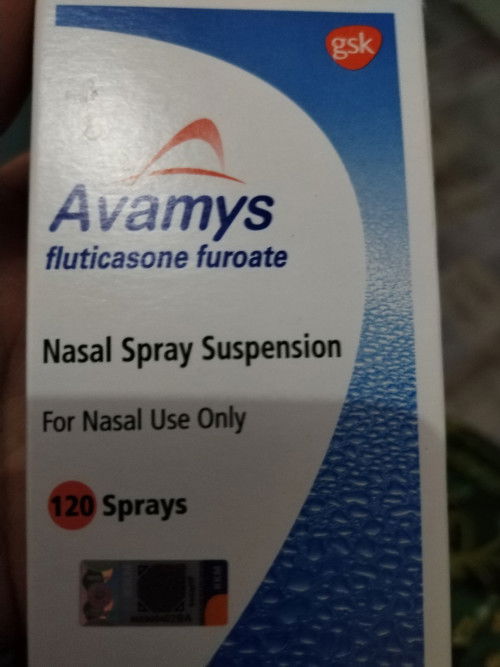 gsk
Avamys
fluticasone furoate
Nasal Spray Suspension
For Nasal Use Only
120 Sprays